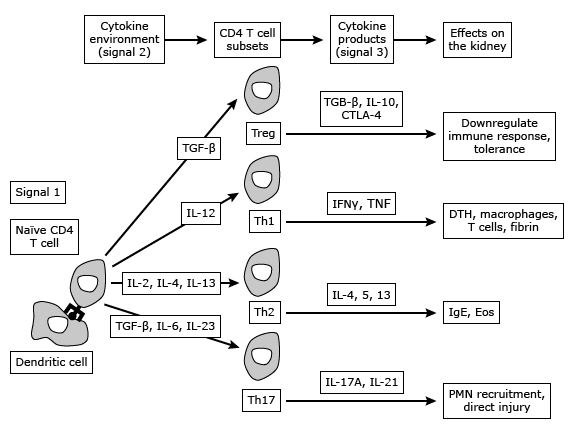 Cytokine
environment
(signal 2)
CD4 T cell
subsets
Cytokine
products
(signal 3)
Effects on
the kidney
TGF-β
Treg
TGB-β, IL-10,
CTLA-4
Downregulate
immune response,
tolerance
Signal 1
Naïve CD4
T cell
IL-12
Th1
IFNγ, TNF
DTH, macrophages,
T cells, fibrin
IL-2, IL-4, IL-13
Th2
IL-4, 5, 13
IgE, Eos
TGF-β, IL-6, IL-23
Dendritic cell
Th17
IL-17A, IL-21
PMN recruitment,
direct injury